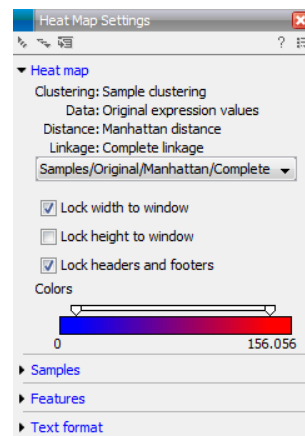 Heat Map Settings
?
Heat map
Clustering: Sample clustering
Data: Original expression values
Distance: Manhattan distance
Linkage: Complete linkage
Samples/Original/Manhattan/Complete
Lock width to window
Lock height to window
Lock headers and footers
Colors
0 156.056
Samples
Features
Text format